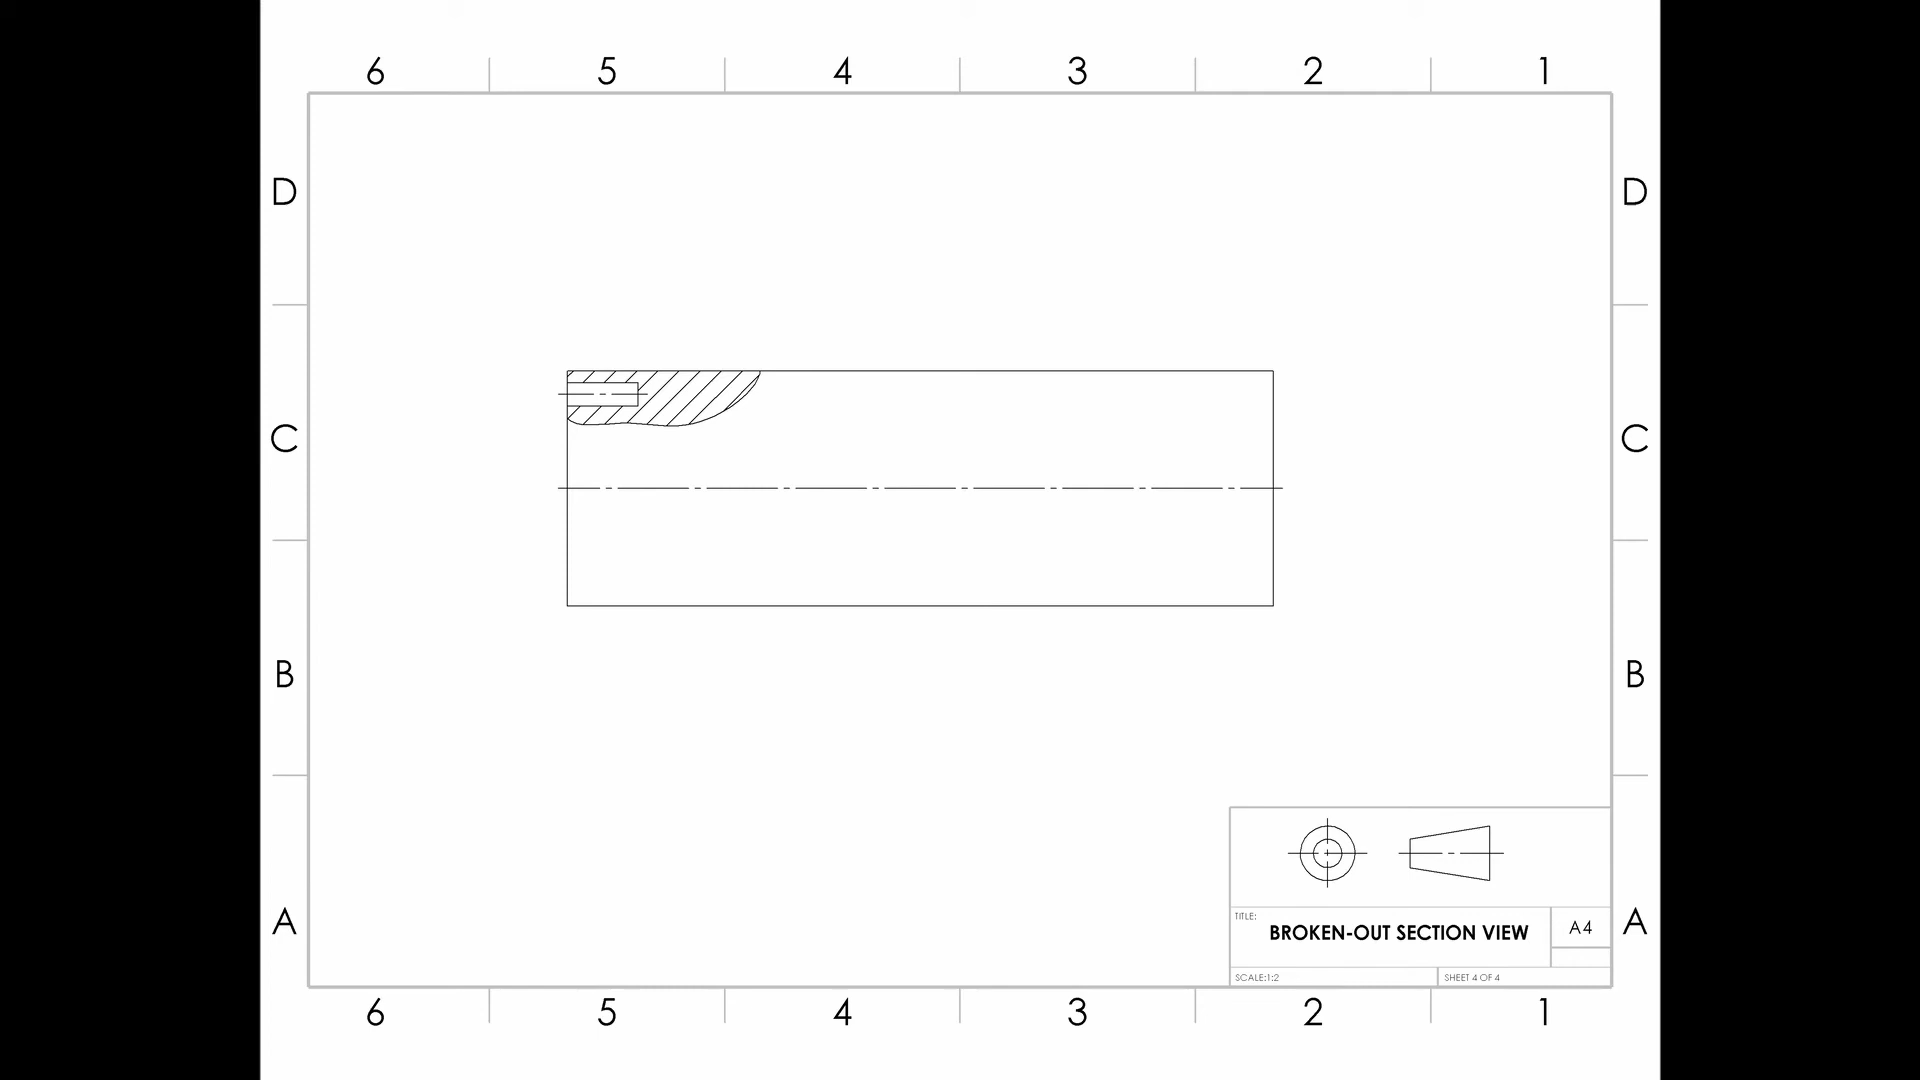 6 5 4 3 2 1
D D
C C
B B
A A
TITLE:
BROKEN-OUT SECTION VIEW
A4
SCALE:1:2
SHEET 4 OF 4
6 5 4 3 2 1